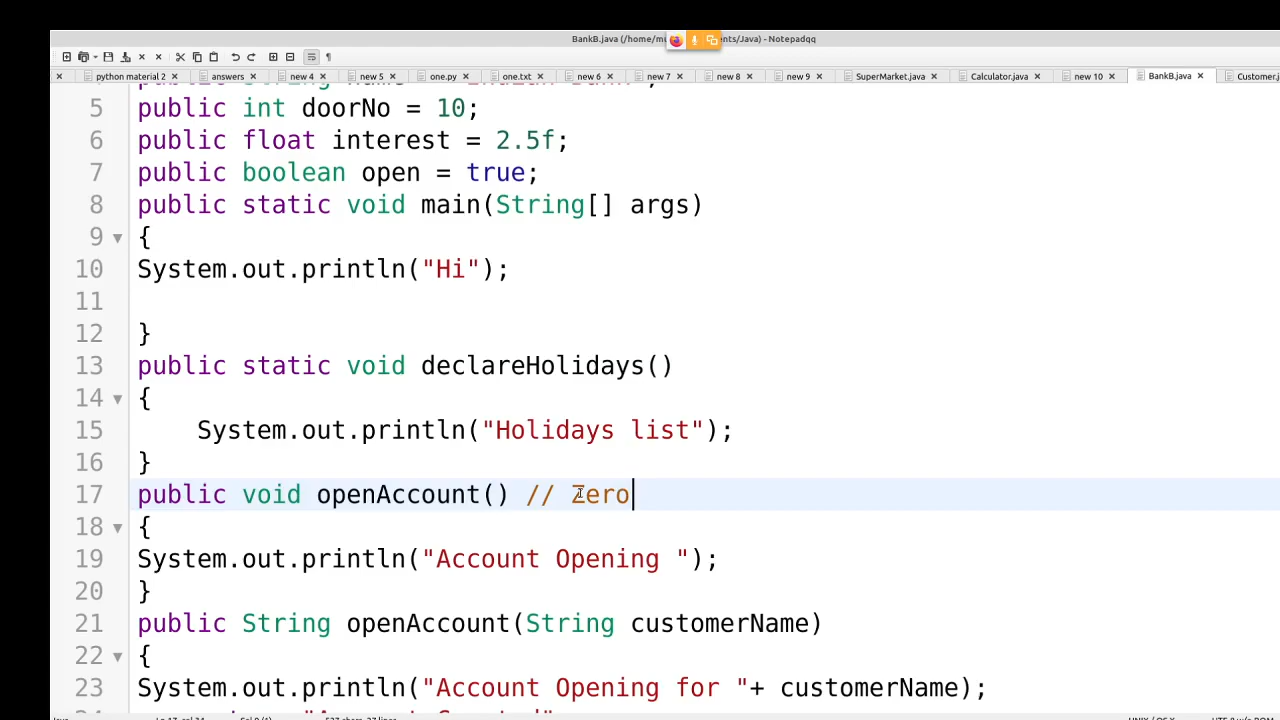 BankB.java (/home/mu ents/Java) - Notepadqq
python material 2 answers new 4 new 5 one.py one.txt new 6 new 7 new 8 new 9 SuperMarket.java Calculator.java new 10 BankB.java Customer.j
5 public int doorNo = 10;
6 public float interest = 2.5f;
7 public boolean open = true;
8 public static void main(String[] args)
9 {
10 System.out.println("Hi");
11
12 }
13 public static void declareHolidays()
14 {
15 System.out.println("Holidays list");
16 }
17 public void openAccount() // Zero
18 {
19 System.out.println("Account Opening ");
20 }
21 public String openAccount(String customerName)
22 {
23 System.out.println("Account Opening for "+ customerName);